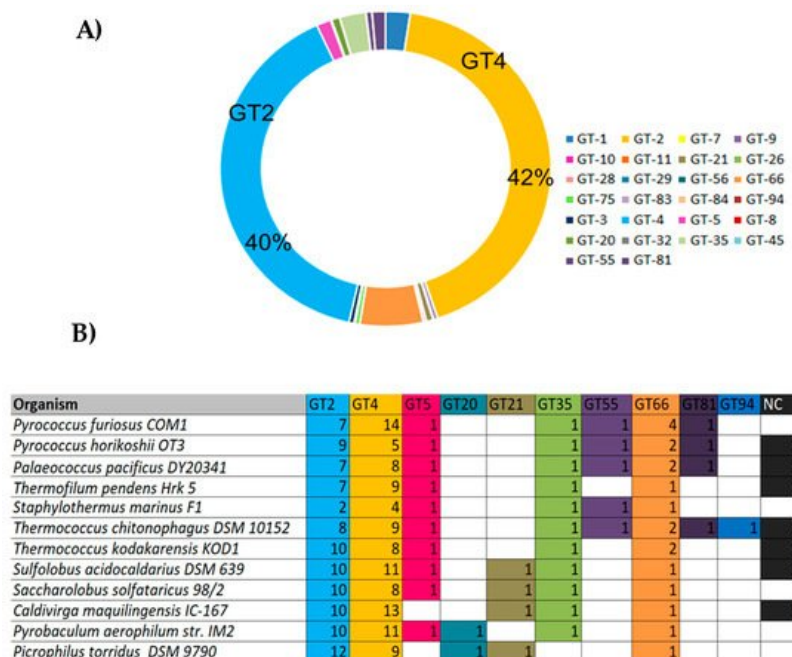 A)
GT4
GT2
42%
40%
GT-1 GT-2 GT-7 GT-9
GT-10 GT-11 GT-21 GT-26
GT-28 GT-29 GT-56 GT-66
GT-75 GT-83 GT-84 GT-94
GT-3 GT-4 GT-5 GT-8
GT-20 GT-32 GT-35 GT-45
GT-55 GT-81
B)
Organism GT2 GT4 GT5 GT20 GT21 GT35 GT55 GT66 GT81 GT94 NC
Pyrococcus furiosus COM1 7 14 1 1 1 4 1
Pyrococcus horikoshii OT3 9 5 1 1 1 2 1
Palaeococcus pacificus DY20341 7 8 1 1 1 2 1
Thermofilum pendens Hrk 5 7 9 1 1 1
Staphylothermus marinus F1 2 4 1 1 1 1
Thermococcus chitonophagus DSM 10152 8 9 1 1 1 2 1 1
Thermococcus kodakarensis KOD1 10 8 1 1 2
Sulfolobus acidocaldarius DSM 639 10 11 1 1 1 1
Saccharolobus solfataricus 98/2 10 8 1 1 1 1
Caldivirga maquilingensis IC-167 10 13 1 1 1
Pyrobaculum aerophilum str. IM2 10 11 1 1 1 1
Picrophilus torridus DSM 9790 12 9 1 1 1